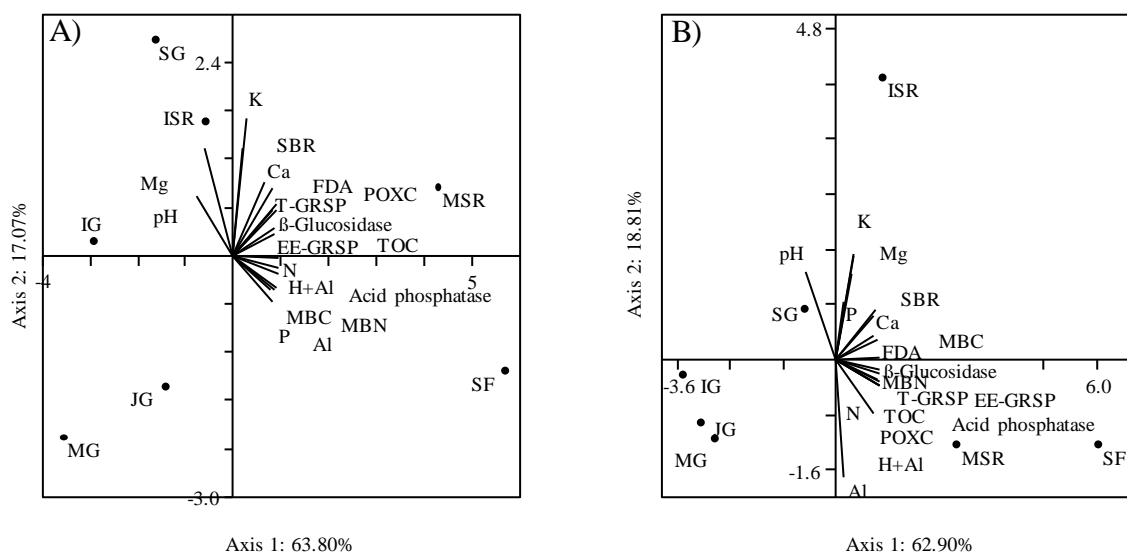 A)
SG
2.4
K
ISR
SBR
Ca
Mg
FDA
POXC
MSR
T-GRSP
pH
ß-Glucosidase
IG
EE-GRSP
TOC
-4
N
5
H+Al
Acid phosphatase
MBC
MBN
P
Al
SF
JG
MG
-3.0
Axis 2: 17.07%
Axis 1: 63.80%
B)
4.8
ISR
K
pH
Mg
SBR
SG
P
Ca
MBC
FDA
-3.6
IG
ß-Glucosidase
MBN
6.0
T-GRSP
EE-GRSP
N
TOC
JG
Acid phosphatase
POXC
MG
MSR
SF
H+Al
-1.6
Al
Axis 2: 18.81%
Axis 1: 62.90%